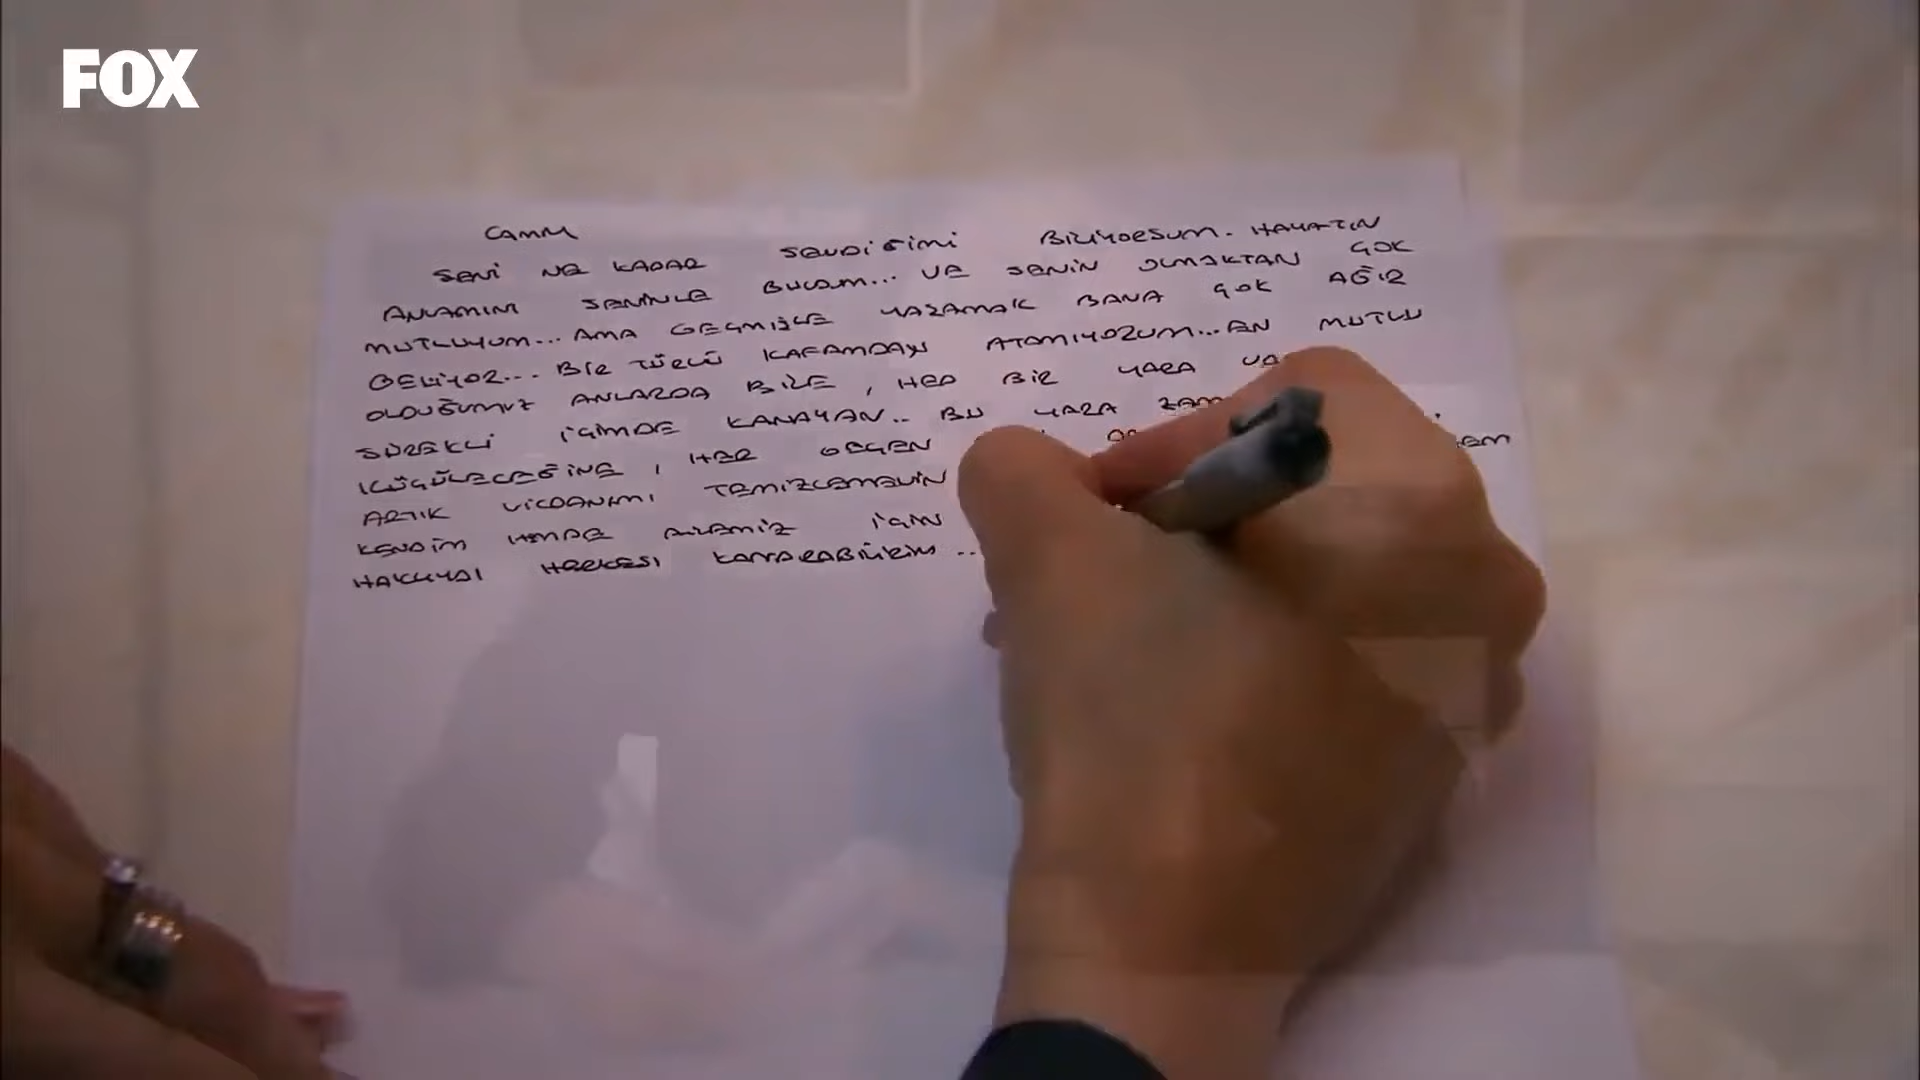 FOX
CANIM
SENİ NE KADAR SEVDİĞİMİ BİLİYORSUN. HAYATIN
ANLAMINI SENİNLE BULDUM... VE SENİN OLMAKTAN ÇOK
MUTLUYUM... AMA GEÇMİŞLE YAŞAMAK BANA ÇOK AĞIR
GELİYOR... BİR TÜRLÜ KAFAMDAN ATAMIYORUM... EN MUTLU
OLDUĞUMUZ ANLARDA BİLE, HEP BİR YARA
SÜREKLİ İÇİMDE KANAYAN.. BU YARA
KÜÇÜLECEĞİNE, HER GEÇEN
ARTIK VİCDANIMI TEMİZLEMELİYİM
KENDİM HEMDE AİLEMİZ İÇİN
HAKLIYDI HERKESİ KANDIRABİLİRİM ..